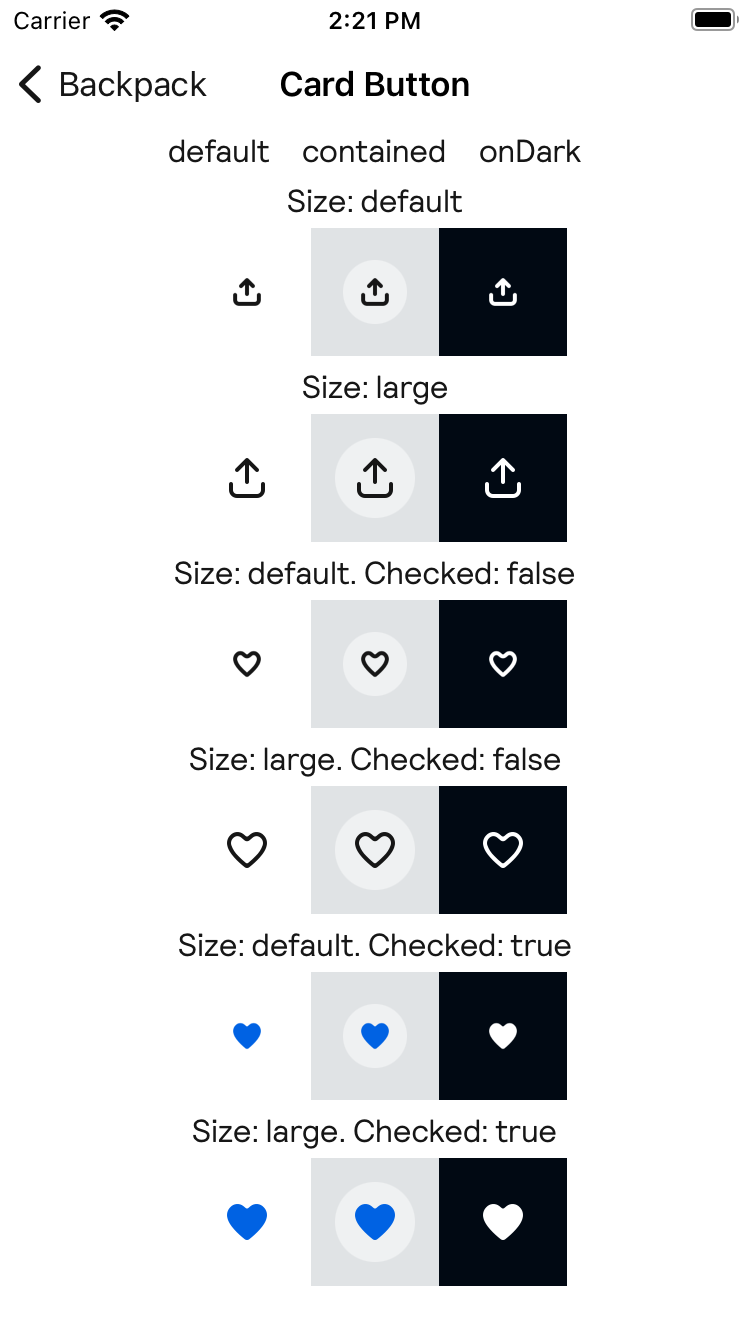 Carrier 2:21 PM
Backpack Card Button
default contained onDark
Size: default
Size: large
Size: default. Checked: false
Size: large. Checked: false
Size: default. Checked: true
Size: large. Checked: true